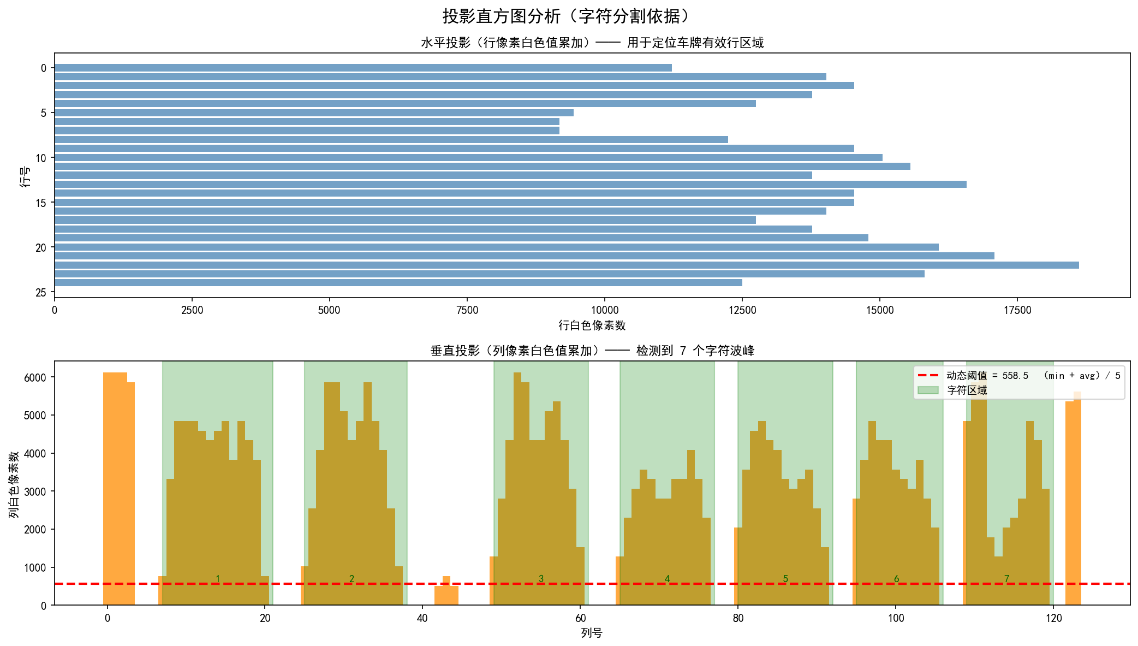 投影直方图分析（字符分割依据）
水平投影（行像素白色值累加）—— 用于定位车牌有效行区域
行号
0
5
10
15
20
25
0 2500 5000 7500 10000 12500 15000 17500
行白色像素数
垂直投影（列像素白色值累加）—— 检测到 7 个字符波峰
列白色像素数
6000
5000
4000
3000
2000
1000
0
动态阈值 = 558.5 （min + avg）/ 5
字符区域
1 2 3 4 5 6 7
0 20 40 60 80 100 120
列号